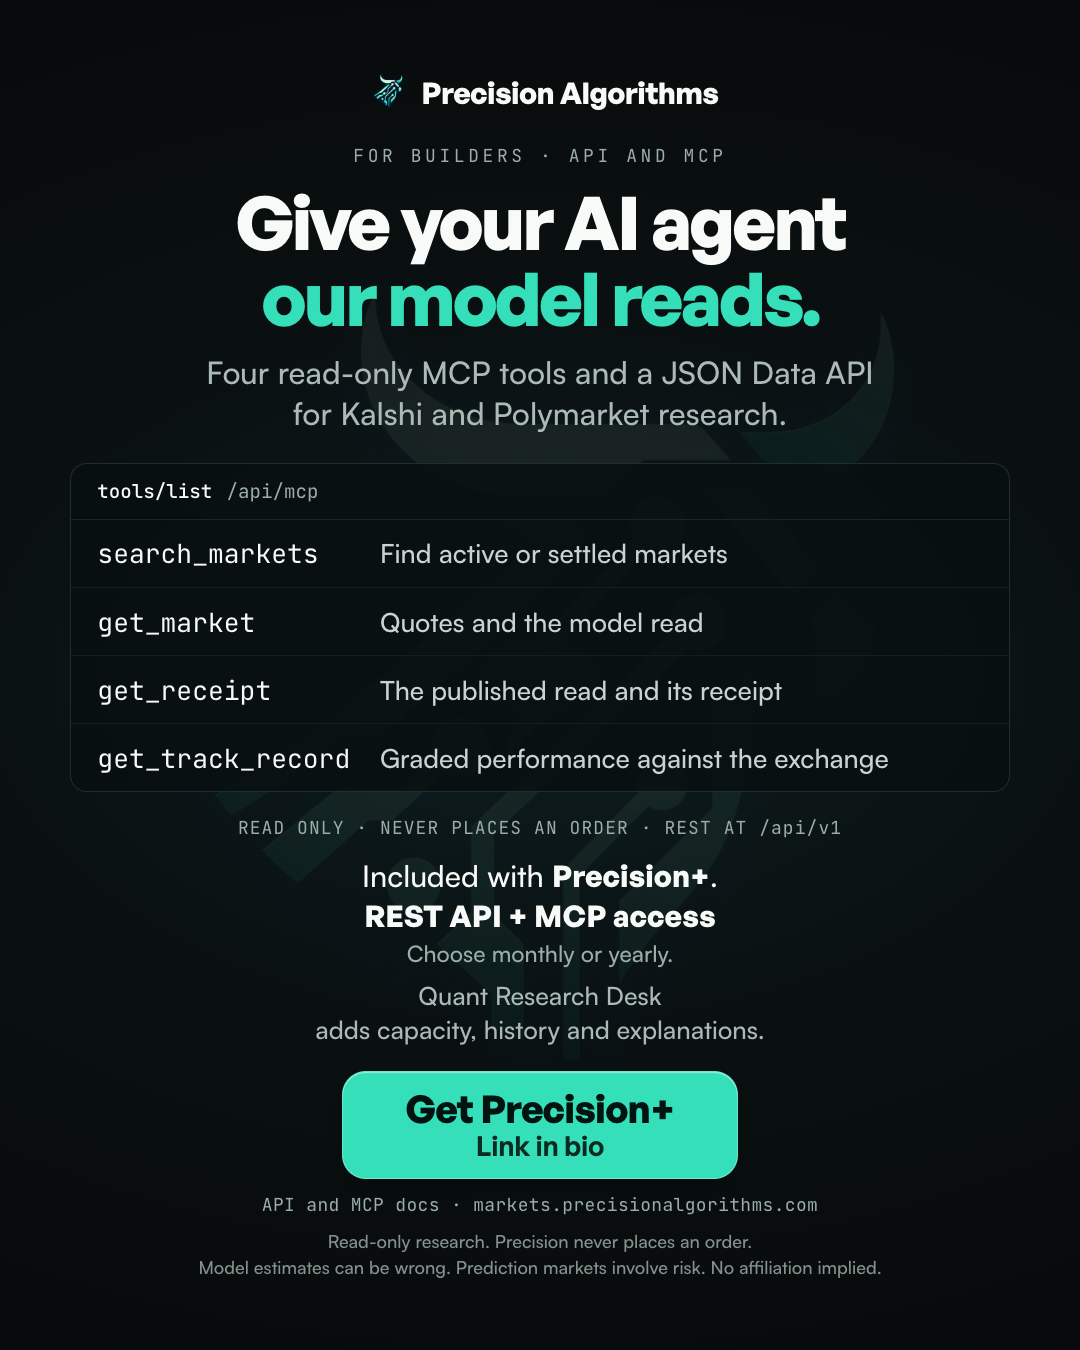 Precision Algorithms
FOR BUILDERS · API AND MCP
Give your AI agent
our model reads.
Four read-only MCP tools and a JSON Data API
for Kalshi and Polymarket research.
tools/list /api/mcp
search_markets Find active or settled markets
get_market Quotes and the model read
get_receipt The published read and its receipt
get_track_record Graded performance against the exchange
READ ONLY · NEVER PLACES AN ORDER · REST AT /api/v1
Included with Precision+.
REST API + MCP access
Choose monthly or yearly.
Quant Research Desk
adds capacity, history and explanations.
Get Precision+
Link in bio
API and MCP docs · markets.precisionalgorithms.com
Read-only research. Precision never places an order.
Model estimates can be wrong. Prediction markets involve risk. No affiliation implied.